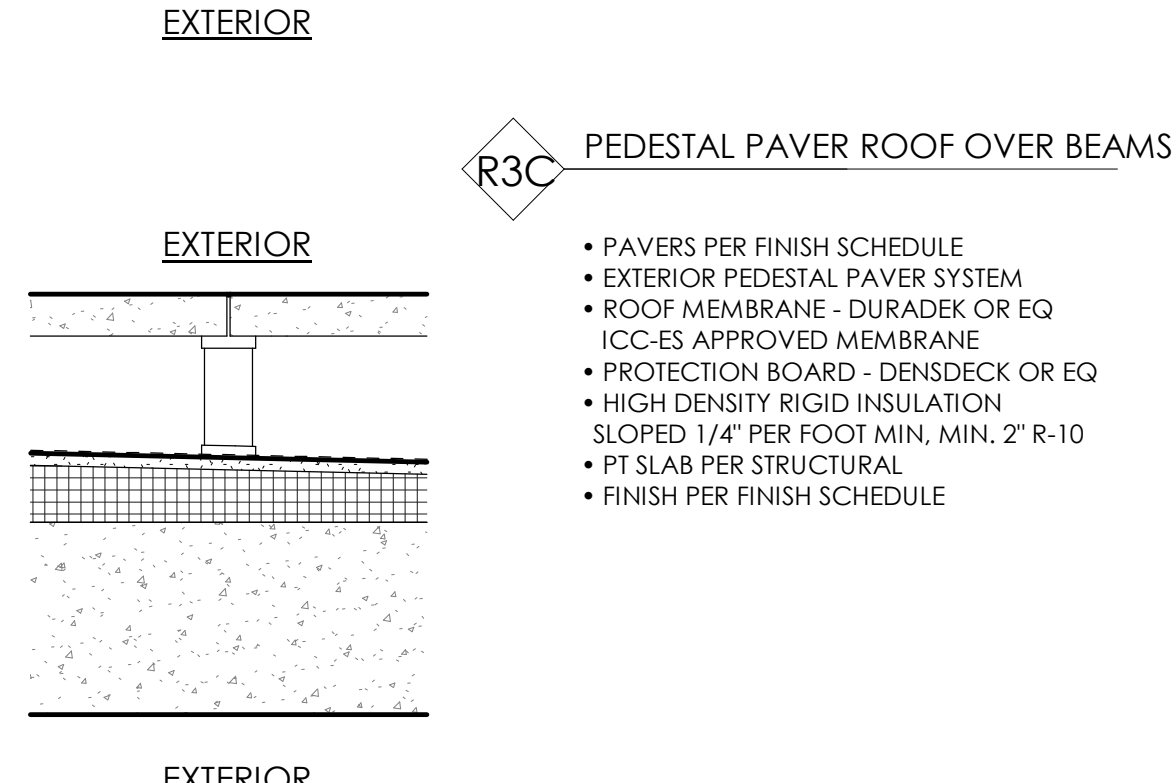 EXTERIOR
R3C
PEDESTAL PAVER ROOF OVER BEAMS
EXTERIOR
• PAVERS PER FINISH SCHEDULE
• EXTERIOR PEDESTAL PAVER SYSTEM
• ROOF MEMBRANE - DURADEK OR EQ
ICC-ES APPROVED MEMBRANE
• PROTECTION BOARD - DENSDECK OR EQ
• HIGH DENSITY RIGID INSULATION
SLOPED 1/4" PER FOOT MIN, MIN. 2" R-10
• PT SLAB PER STRUCTURAL
• FINISH PER FINISH SCHEDULE
EXTERIOR